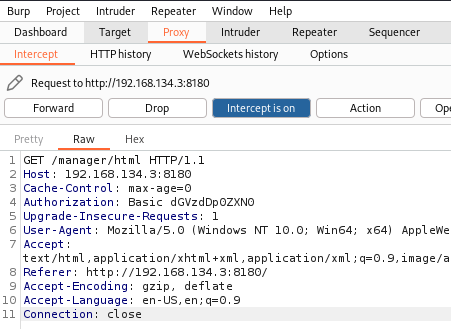 Burp Project Intruder Repeater Window Help
Dashboard Target Proxy Intruder Repeater Sequencer
Intercept HTTP history WebSockets history Options
Request to http://192.168.134.3:8180
Forward Drop Intercept is on Action Ope
Pretty Raw Hex
1 GET /manager/html HTTP/1.1
2 Host: 192.168.134.3:8180
3 Cache-Control: max-age=0
4 Authorization: Basic dGVzdDp0ZXN0
5 Upgrade-Insecure-Requests: 1
6 User-Agent: Mozilla/5.0 (Windows NT 10.0; Win64; x64) AppleWe
7 Accept:
text/html,application/xhtml+xml,application/xml;q=0.9,image/a
8 Referer: http://192.168.134.3:8180/
9 Accept-Encoding: gzip, deflate
10 Accept-Language: en-US,en;q=0.9
11 Connection: close